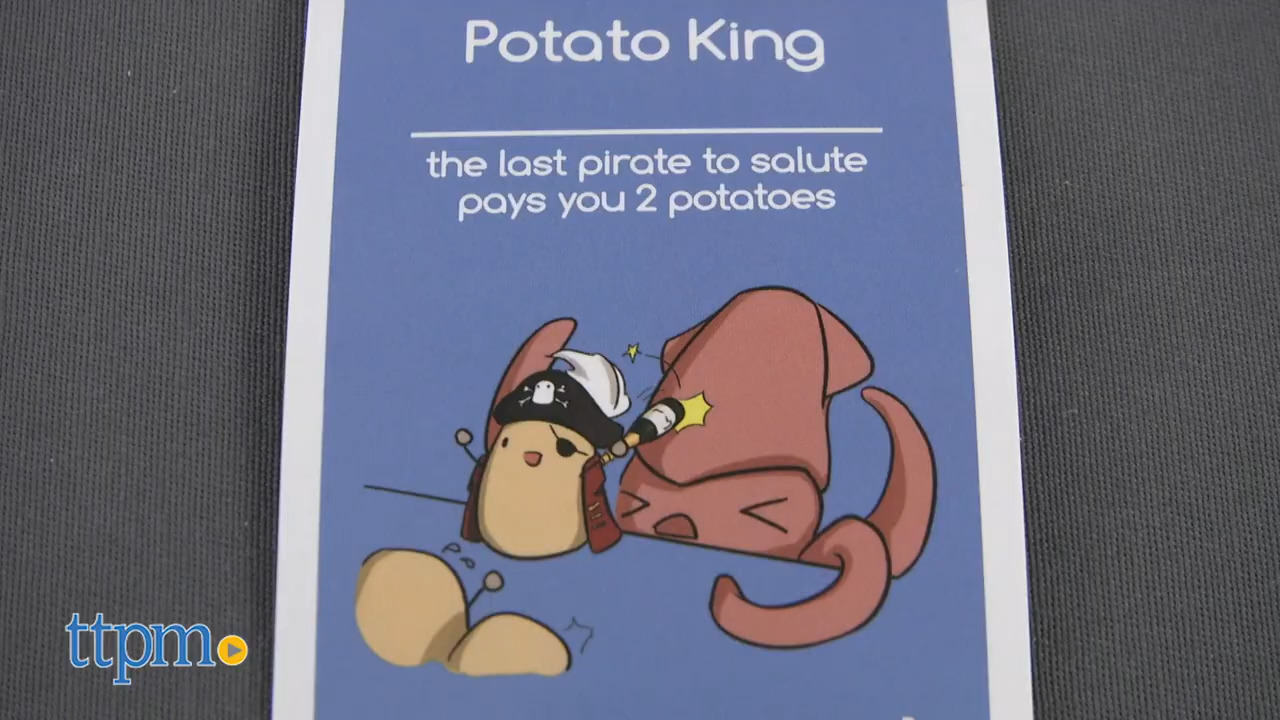 Potato King
the last pirate to salute
pays you 2 potatoes
ttpm